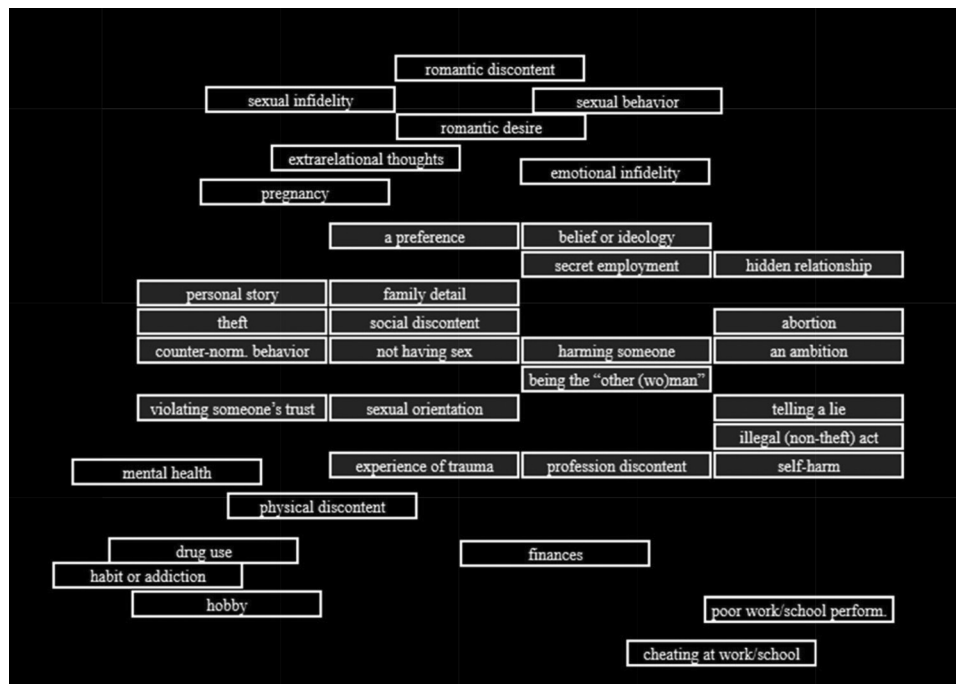 romantic discontent
sexual infidelity
sexual behavior
romantic desire
extrarelational thoughts
emotional infidelity
pregnancy
a preference
belief or ideology
secret employment
hidden relationship
personal story
family detail
theft
social discontent
abortion
counter-norm. behavior
not having sex
harming someone
an ambition
being the “other (wo)man”
violating someone’s trust
sexual orientation
telling a lie
illegal (non-theft) act
experience of trauma
profession discontent
self-harm
mental health
physical discontent
drug use
finances
habit or addiction
hobby
poor work/school perform.
cheating at work/school